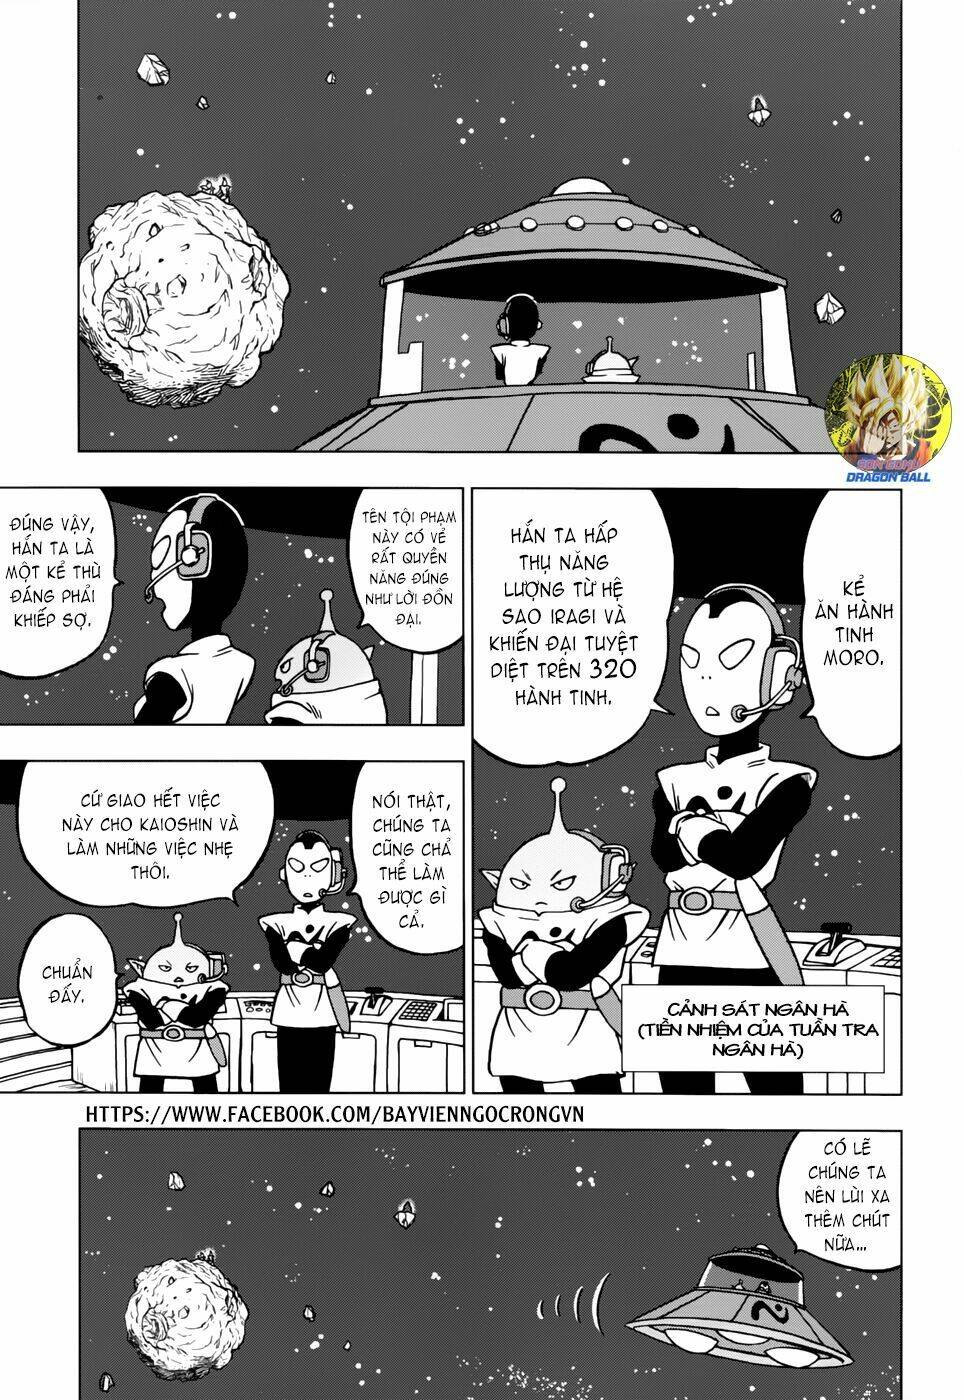 SON GOKU
DRAGON BALL
KẺ
ĂN HÀNH
TINH
MORO.
HẮN TA HẤP
THỤ NĂNG
LƯỢNG TỪ HỆ
SAO IRAGI VÀ
KHIẾN ĐẠI TUYỆT
DIỆT TRÊN 320
HÀNH TINH.
CẢNH SÁT NGÂN HÀ
(TIỀN NHIỆM CỦA TUẦN TRA
NGÂN HÀ)
TÊN TỘI PHẠM
NÀY CÓ VẺ
RẤT QUYỀN
NĂNG ĐÚNG
NHƯ LỜI ĐỒN
ĐẠI.
ĐÚNG VẬY,
HẮN TA LÀ
MỘT KẺ THÙ
ĐÁNG PHẢI
KHIẾP SỢ.
NÓI THẬT,
CHÚNG TA
CŨNG CHẢ
THỂ LÀM
ĐƯỢC GÌ
CẢ.
CỨ GIAO HẾT VIỆC
NÀY CHO KAIOSHIN VÀ
LÀM NHỮNG VIỆC NHẸ
THÔI.
CHUẨN
ĐẤY.
HTTPS://WWW.FACEBOOK.COM/BAYVIENNGOCRONGVN
CÓ LẼ
CHÚNG TA
NÊN LÙI XA
THÊM CHÚT
NỮA...